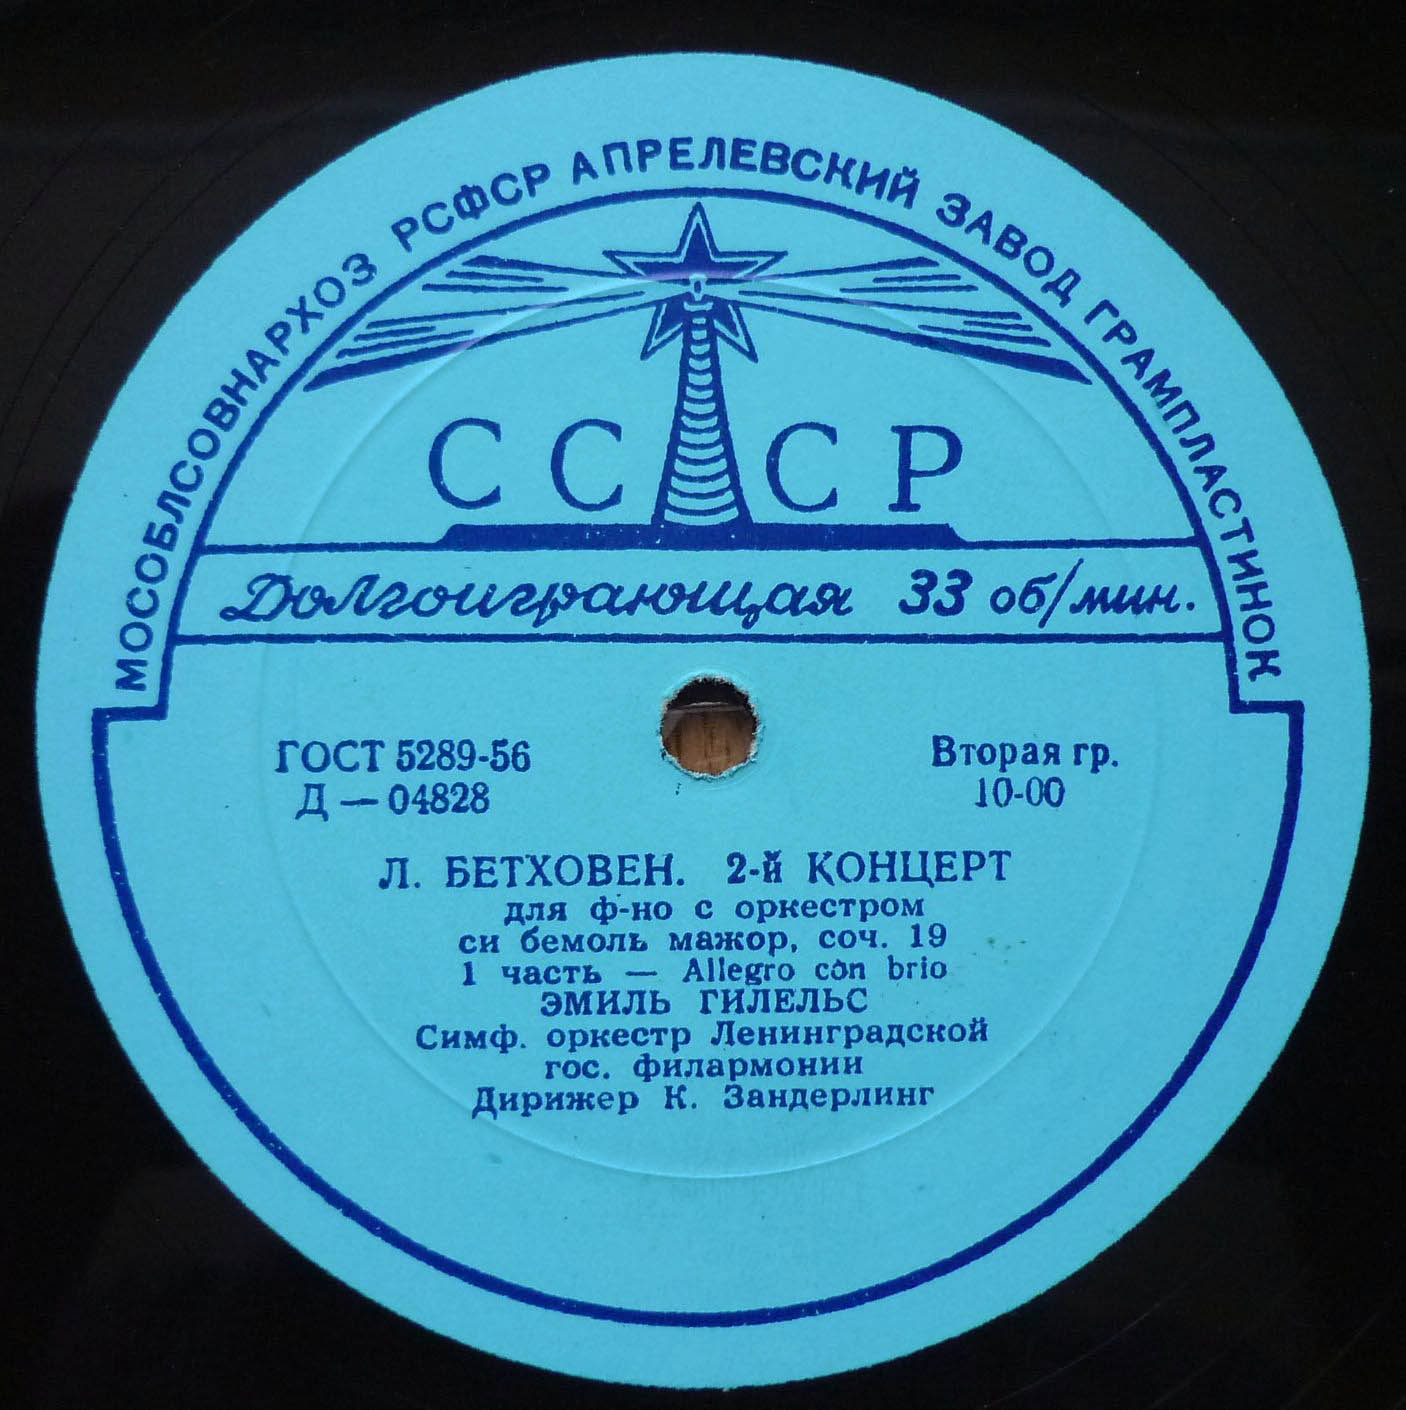 МОСОБЛСОВНАРХОЗ РСФСР АПРЕЛЕВСКИЙ ЗАВОД ГРАМПЛАСТИНОК
СССР
Долгоиграющая 33 об/мин.
ГОСТ 5289-56
Д — 04828
Вторая гр.
10-00
Л. БЕТХОВЕН. 2-й КОНЦЕРТ
для ф-но с оркестром
си бемоль мажор, соч. 19
1 часть — Allegro con brio
ЭМИЛЬ ГИЛЕЛЬС
Симф. оркестр Ленинградской
гос. филармонии
Дирижер К. Зандерлинг